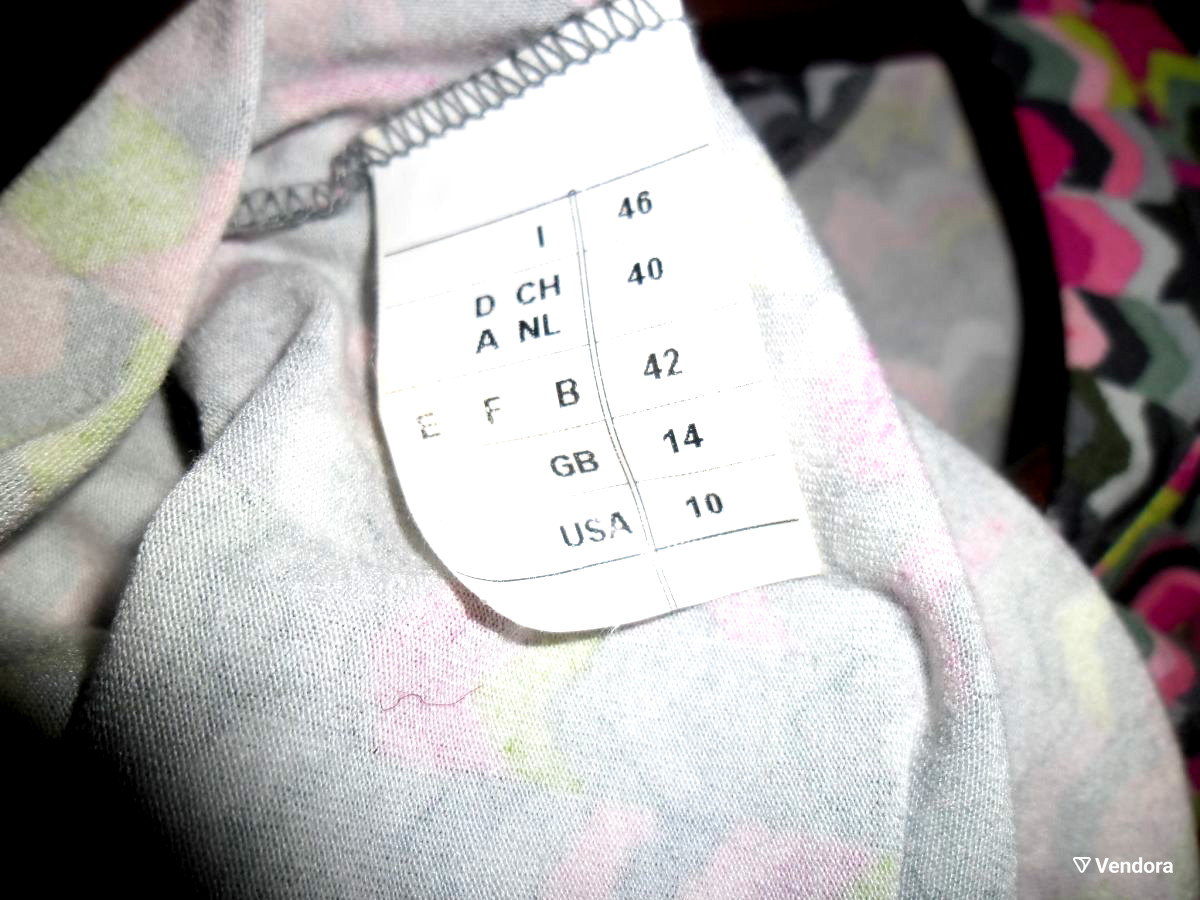 I 46
D CH 40
A NL
E F B 42
GB 14
USA 10
Vendora